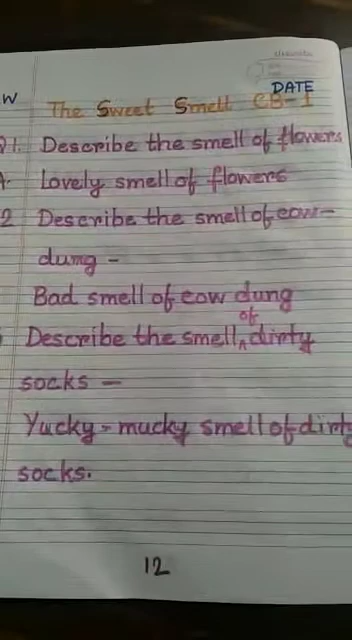 W
DATE
The Sweet Smell CB-1
Q1. Describe the smell of flowers
A. Lovely smell of flowers
2 Describe the smell of cow-
dung -
Bad smell of cow dung
of
Describe the smell ^ dirty
socks -
Yucky-mucky smell of dirty
socks.
12